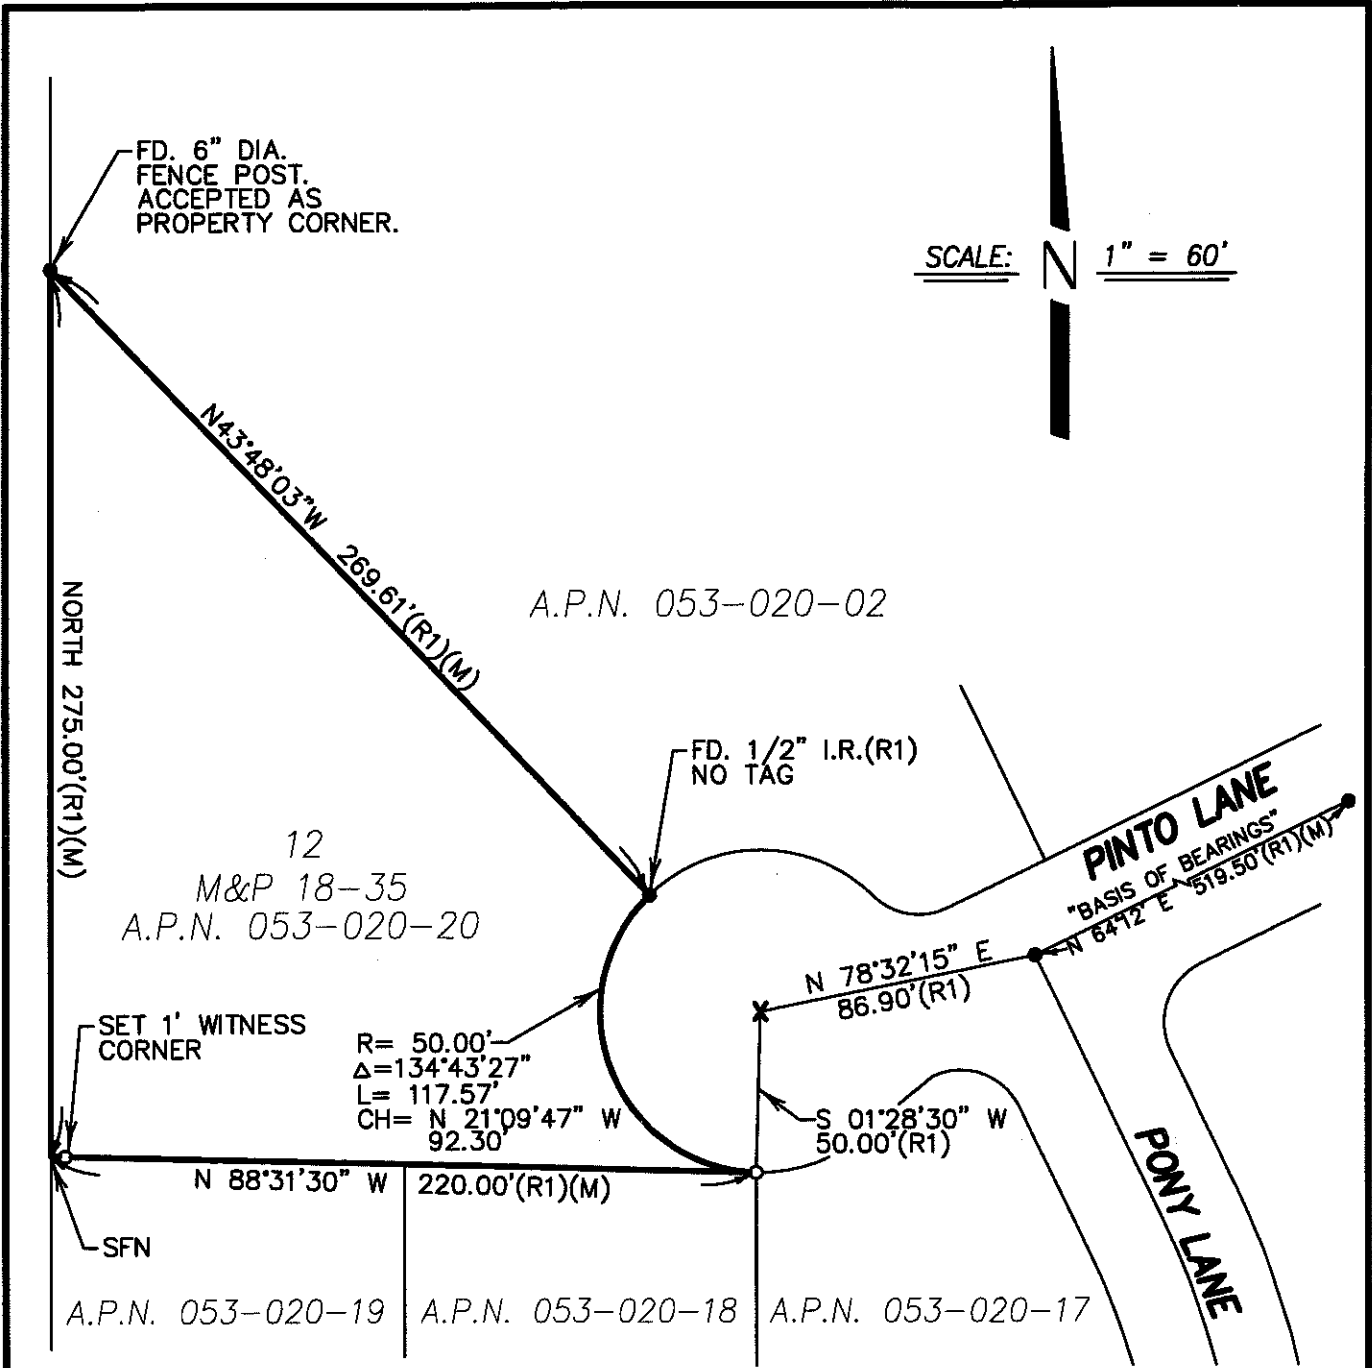 FD. 6" DIA.
FENCE POST.
ACCEPTED AS
PROPERTY CORNER.
SCALE: N 1" = 60'
N43°48'03"W 269.61'(R1)(M)
A.P.N. 053-020-02
NORTH 275.00'(R1)(M)
FD. 1/2" I.R.(R1)
NO TAG
PINTO LANE
"BASIS OF BEARINGS"
N 64°12' E 519.50'(R1)(M)
12
M&P 18-35
A.P.N. 053-020-20
N 78°32'15" E
86.90'(R1)
SET 1' WITNESS
CORNER
R= 50.00'
Δ=134°43'27"
L= 117.57'
CH= N 21°09'47" W
92.30'
S 01°28'30" W
50.00'(R1)
N 88°31'30" W 220.00'(R1)(M)
PONY LANE
SFN
A.P.N. 053-020-19
A.P.N. 053-020-18
A.P.N. 053-020-17